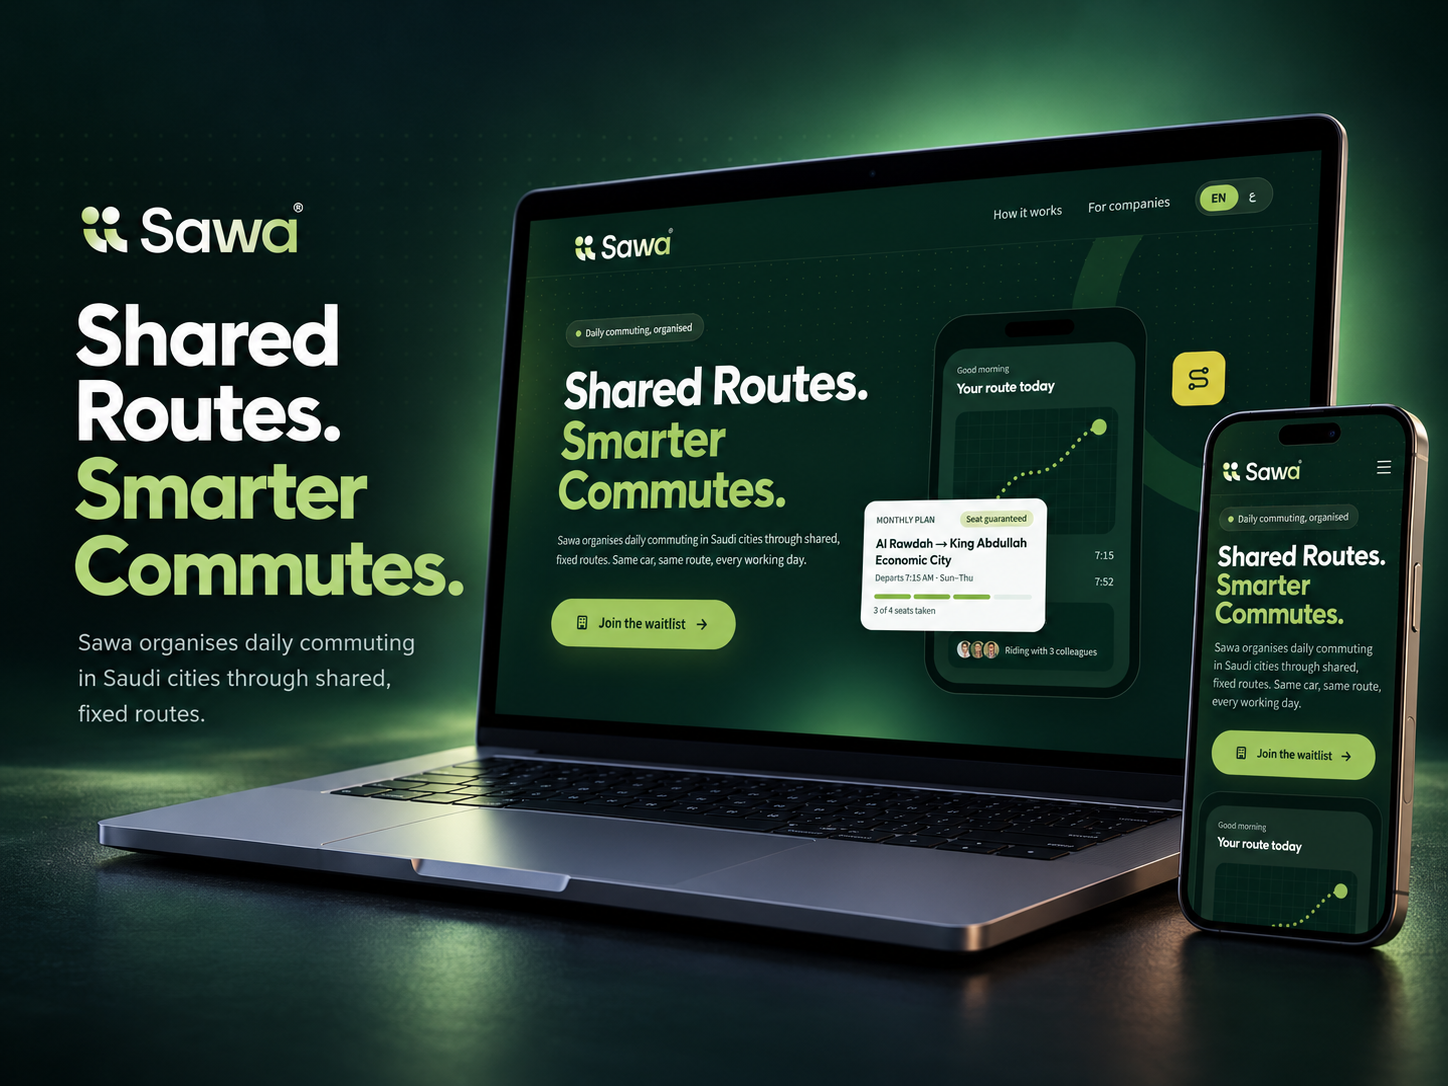 Sawa®
Shared
Routes.
Smarter
Commutes.
Sawa organises daily commuting
in Saudi cities through shared,
fixed routes.
Sawa
How it works
For companies
EN
ع
Daily commuting, organised
Shared Routes.
Smarter
Commutes.
Sawa organises daily commuting in Saudi cities through shared,
fixed routes. Same car, same route, every working day.
Join the waitlist →
Good morning
Your route today
MONTHLY PLAN
Seat guaranteed
Al Rawdah → King Abdullah
Economic City
Departs 7:15 AM · Sun–Thu
3 of 4 seats taken
7:15
7:52
Riding with 3 colleagues
Sawa
Daily commuting, organised
Shared Routes.
Smarter
Commutes.
Sawa organises daily commuting
in Saudi cities through shared,
fixed routes. Same car, same route,
every working day.
Join the waitlist →
Good morning
Your route today